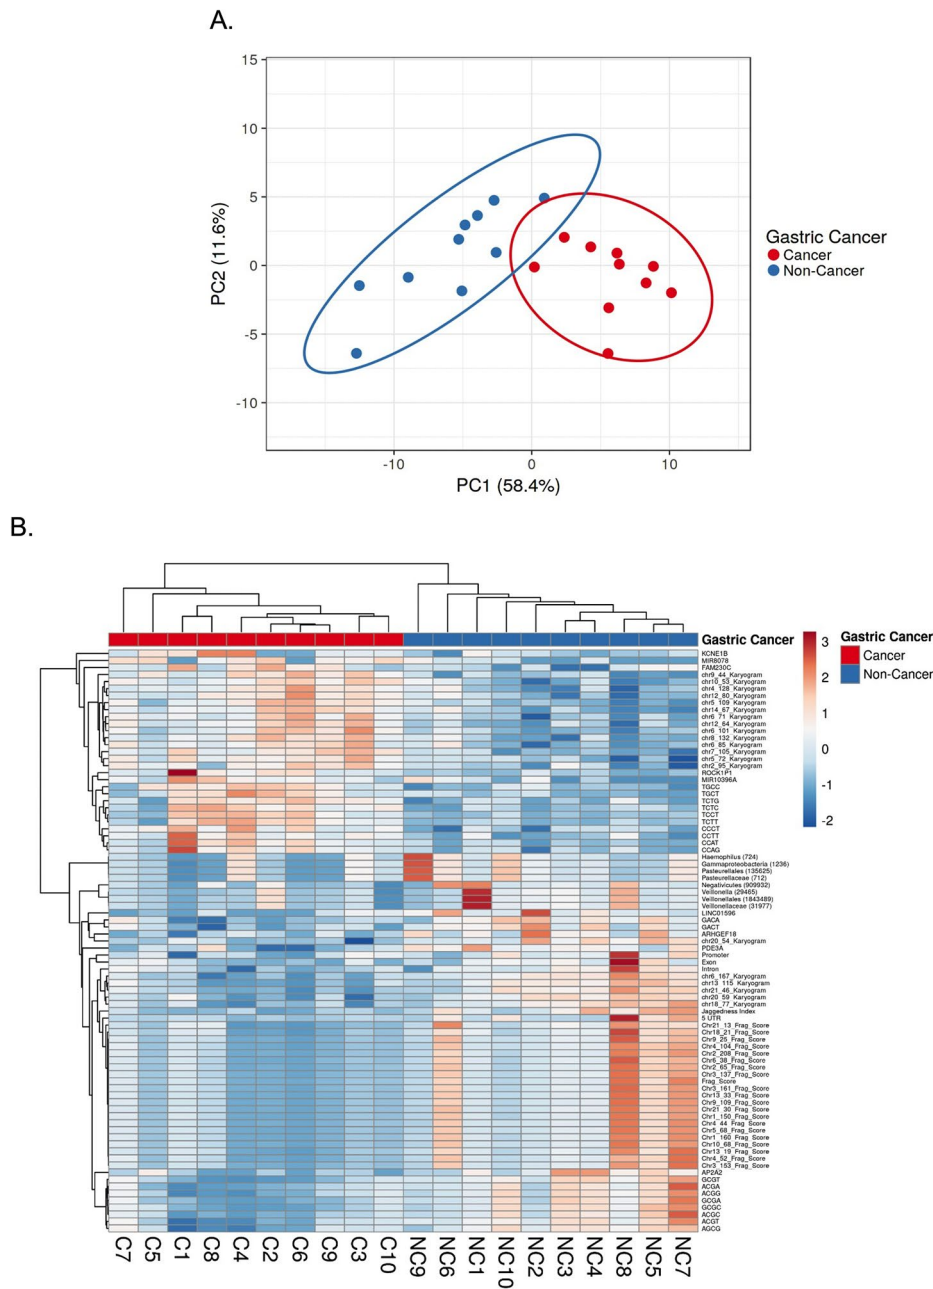 A.
15
10
5
0
-5
-10
PC2 (11.6%)
-10
0
10
PC1 (58.4%)
Gastric Cancer
Cancer
Non-Cancer
B.
Gastric Cancer
KCNE1B
MIR8078
FAM230C
chr9_44_Karyogram
chr10_53_Karyogram
chr4_128_Karyogram
chr12_80_Karyogram
chr5_109_Karyogram
chr14_67_Karyogram
chr6_71_Karyogram
chr12_64_Karyogram
chr6_101_Karyogram
chr8_132_Karyogram
chr6_85_Karyogram
chr7_105_Karyogram
chr5_72_Karyogram
chr2_95_Karyogram
ROCK1P1
MIR10396A
TGCC
TGCT
TCTG
TCTC
TCCT
TCTT
CCCT
CCTT
CCAT
CCAG
Haemophilus (724)
Gammaproteobacteria (1236)
Pasteurellales (135625)
Pasteurellaceae (712)
Negativicutes (909932)
Veillonella (29465)
Veillonellales (1843489)
Veillonellaceae (31977)
LINC01596
GACA
GACT
ARHGEF18
chr20_54_Karyogram
PDE3A
Promoter
Exon
Intron
chr6_167_Karyogram
chr13_115_Karyogram
chr21_46_Karyogram
chr20_59_Karyogram
chr18_77_Karyogram
Jaggedness Index
5 UTR
Chr21_13_Frag_Score
Chr18_21_Frag_Score
Chr9_25_Frag_Score
Chr4_104_Frag_Score
Chr2_208_Frag_Score
Chr6_38_Frag_Score
Chr2_65_Frag_Score
Chr3_137_Frag_Score
Frag_Score
Chr3_161_Frag_Score
Chr13_33_Frag_Score
Chr9_109_Frag_Score
Chr21_30_Frag_Score
Chr1_150_Frag_Score
Chr4_44_Frag_Score
Chr5_68_Frag_Score
Chr1_160_Frag_Score
Chr10_68_Frag_Score
Chr13_19_Frag_Score
Chr4_52_Frag_Score
Chr3_153_Frag_Score
AP2A2
GCGT
ACGA
ACGG
GCGA
GCGC
ACGC
ACGT
AGCG
3
2
1
0
-1
-2
Gastric Cancer
Cancer
Non-Cancer
C7
C5
C1
C8
C4
C2
C6
C9
C3
C10
NC9
NC6
NC1
NC10
NC2
NC3
NC4
NC8
NC5
NC7